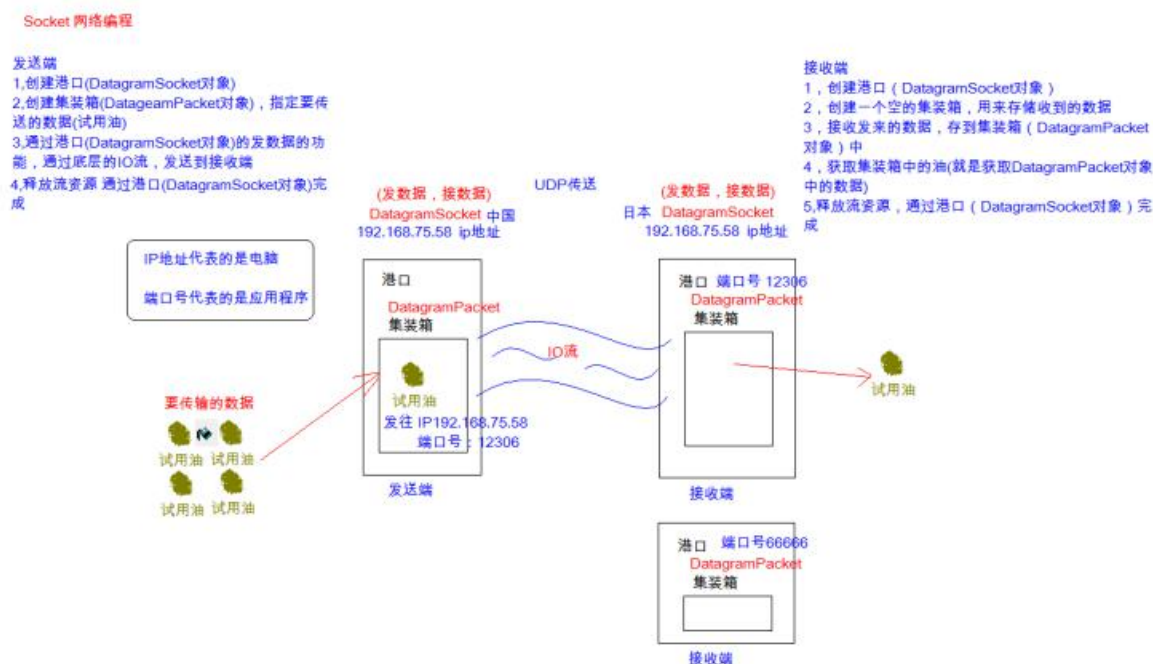 Socket 网络编程
发送端
1,创建港口(DatagramSocket对象)
2,创建集装箱(DatageamPacket对象)，指定要传
送的数据(试用油)
3,通过港口(DatagramSocket对象)的发数据的功
能，通过底层的IO流，发送到接收端
4,释放流资源 通过港口(DatagramSocket对象)完
成
接收端
1，创建港口（DatagramSocket对象）
2，创建一个空的集装箱，用来存储收到的数据
3，接收发来的数据，存到集装箱（DatagramPacket
对象）中
4，获取集装箱中的油(就是获取DatagramPacket对象
中的数据)
5,释放流资源，通过港口（DatagramSocket对象）完
成
IP地址代表的是电脑
端口号代表的是应用程序
(发数据，接数据)
DatagramSocket 中国
192.168.75.58 ip地址
UDP传送
(发数据，接数据)
日本 DatagramSocket
192.168.75.58 ip地址
港口
DatagramPacket
集装箱
试用油
发往 IP192.168.75.58
端口号：12306
发送端
IO流
港口 端口号 12306
DatagramPacket
集装箱
接收端
试用油
要传输的数据
试用油 试用油
试用油 试用油
港口 端口号66666
DatagramPacket
集装箱
接收端